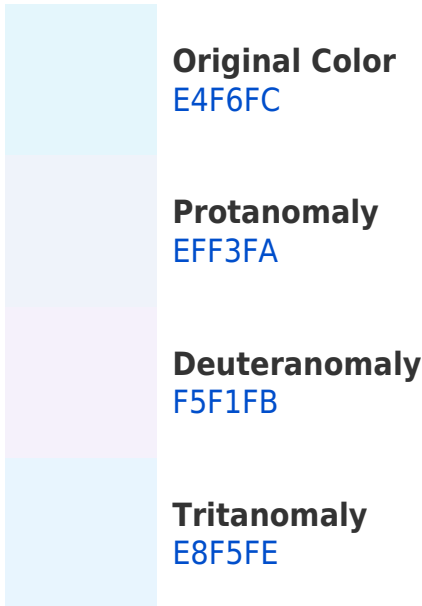 Original Color
E4F6FC
Protanomaly
EFF3FA
Deuteranomaly
F5F1FB
Tritanomaly
E8F5FE